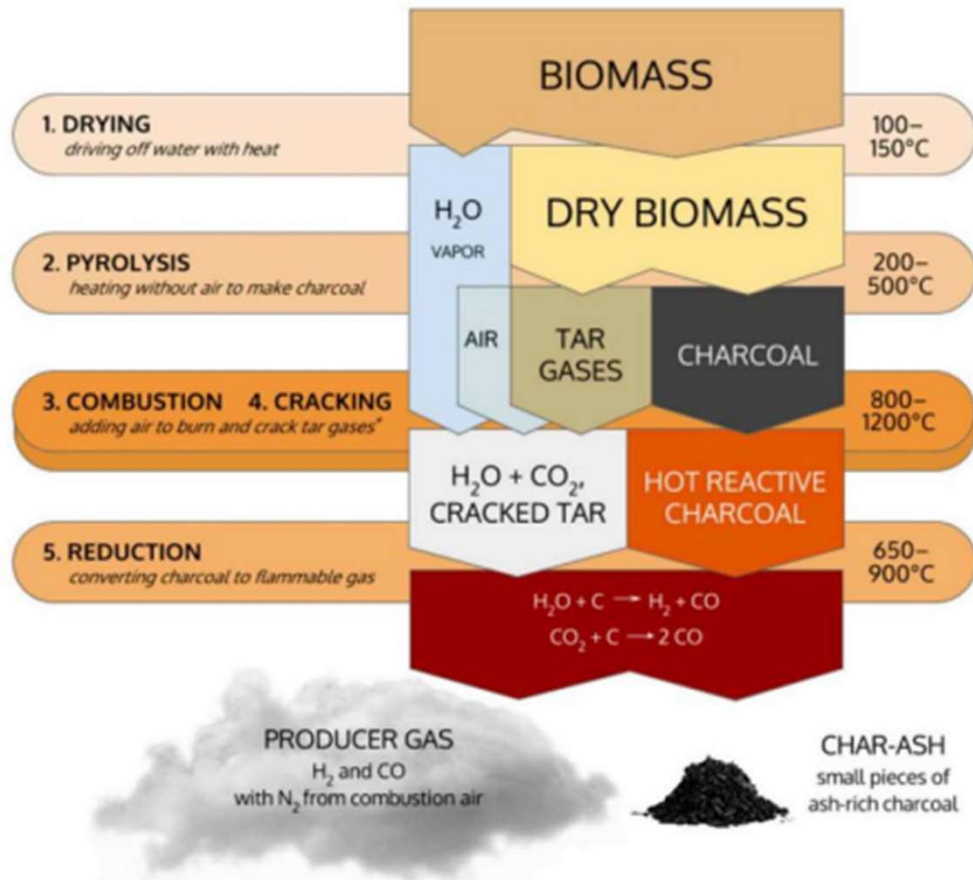 BIOMASS
1. DRYING
driving off water with heat
100–
150°C
H₂O
VAPOR
DRY BIOMASS
2. PYROLYSIS
heating without air to make charcoal
200–
500°C
AIR
TAR
GASES
CHARCOAL
3. COMBUSTION 4. CRACKING
adding air to burn and crack tar gases*
800–
1200°C
H₂O + CO₂,
CRACKED TAR
HOT REACTIVE
CHARCOAL
5. REDUCTION
converting charcoal to flammable gas
650–
900°C
H₂O + C → H₂ + CO
CO₂ + C → 2 CO
PRODUCER GAS
H₂ and CO
with N₂ from combustion air
CHAR-ASH
small pieces of
ash-rich charcoal